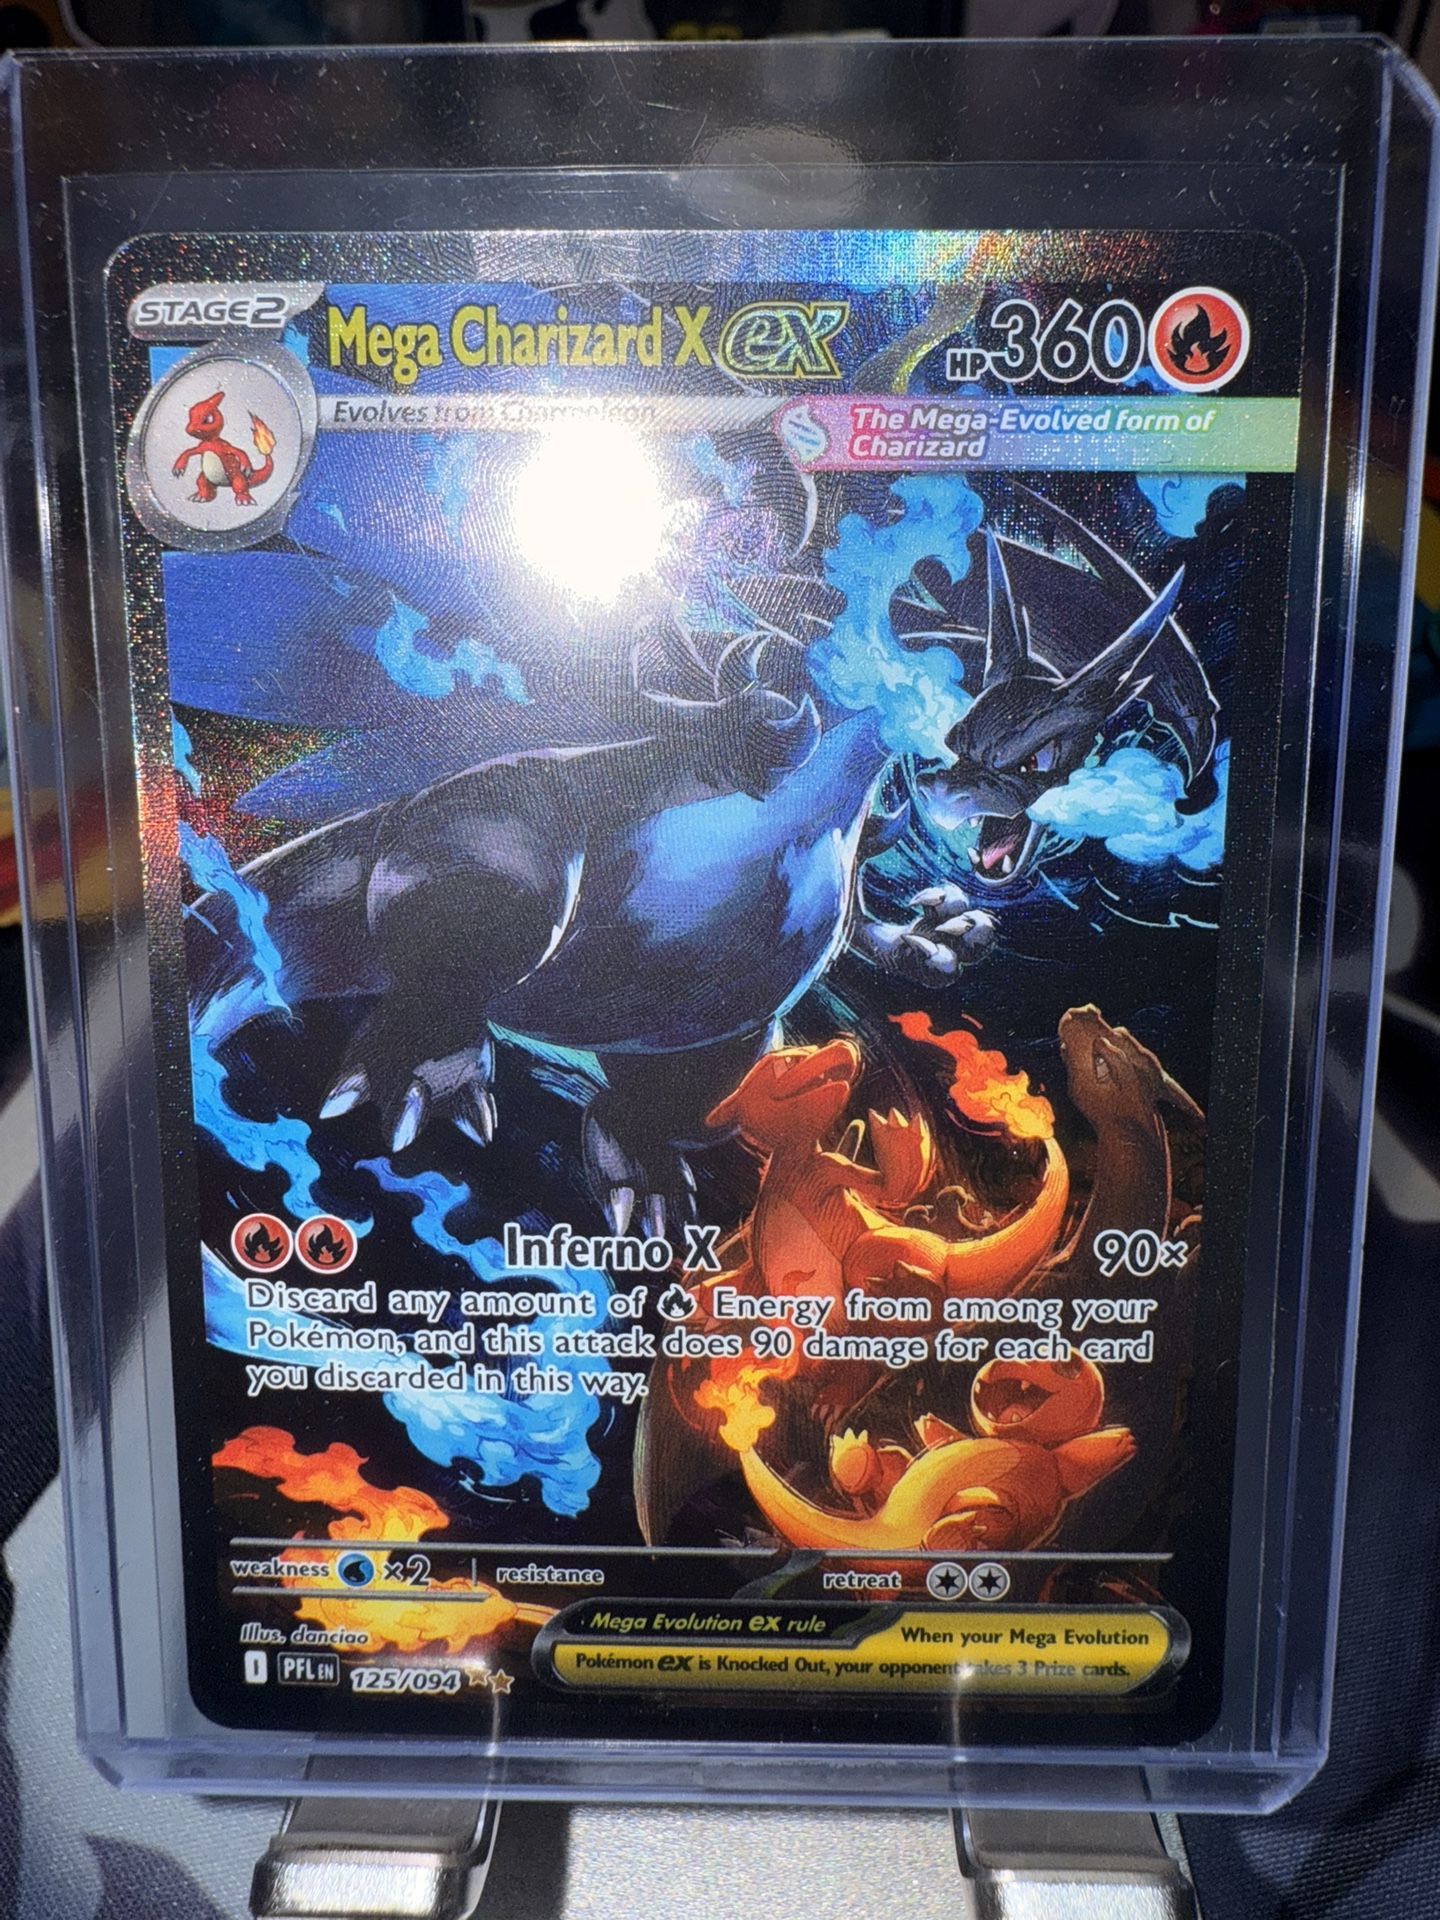 STAGE2
Mega Charizard X ex HP 360
Evolves from Charmeleon
The Mega-Evolved form of
Charizard
Inferno X 90×
Discard any amount of Energy from among your
Pokémon, and this attack does 90 damage for each card
you discarded in this way.
weakness ×2 resistance retreat
Illus. danciao
Mega Evolution ex rule
When your Mega Evolution
Pokémon ex is Knocked Out, your opponent takes 3 Prize cards.
I PFL EN 125/094